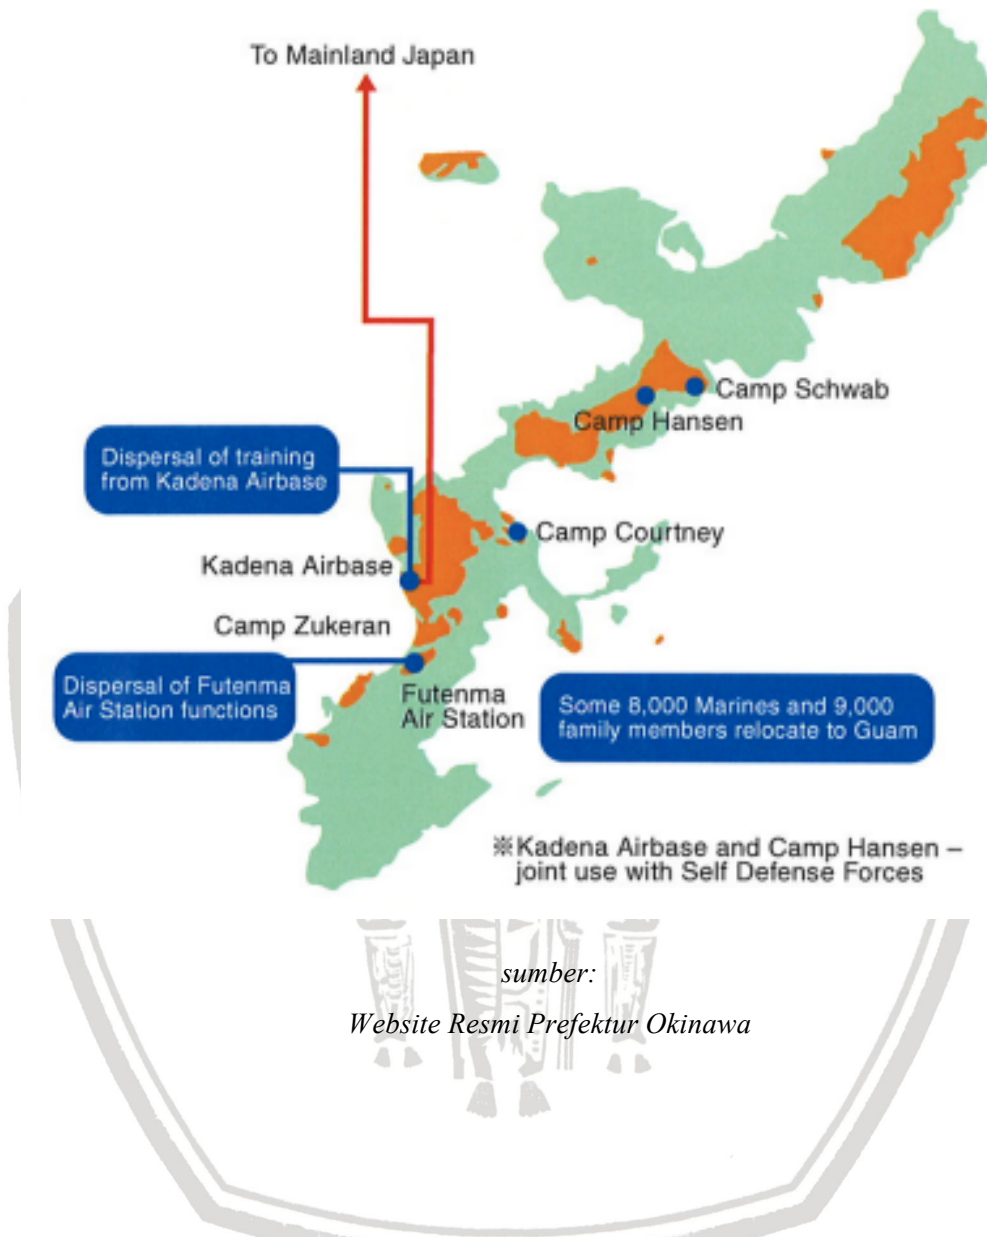 To Mainland Japan
Camp Schwab
Camp Hansen
Dispersal of training
from Kadena Airbase
Camp Courtney
Kadena Airbase
Camp Zukeran
Dispersal of Futenma
Air Station functions
Futenma
Air Station
Some 8,000 Marines and 9,000
family members relocate to Guam
※Kadena Airbase and Camp Hansen –
joint use with Self Defense Forces
sumber:
Website Resmi Prefektur Okinawa